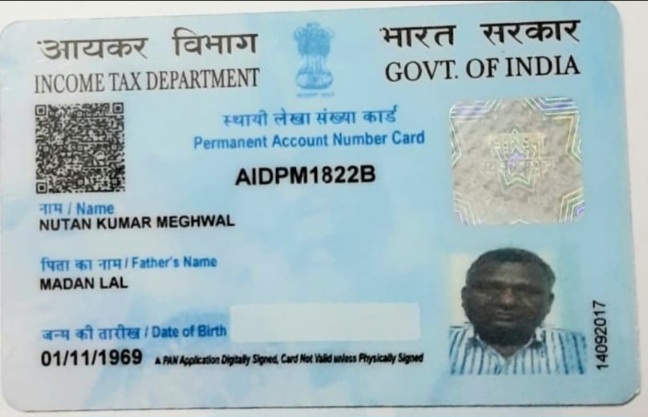 आयकर विभाग
INCOME TAX DEPARTMENT
भारत सरकार
GOVT. OF INDIA
स्थायी लेखा संख्या कार्ड
Permanent Account Number Card
AIDPM1822B
नाम / Name
NUTAN KUMAR MEGHWAL
पिता का नाम / Father's Name
MADAN LAL
जन्म की तारीख / Date of Birth
01/11/1969
A PAN Application Digitally Signed, Card Not Valid unless Physically Signed
14092017